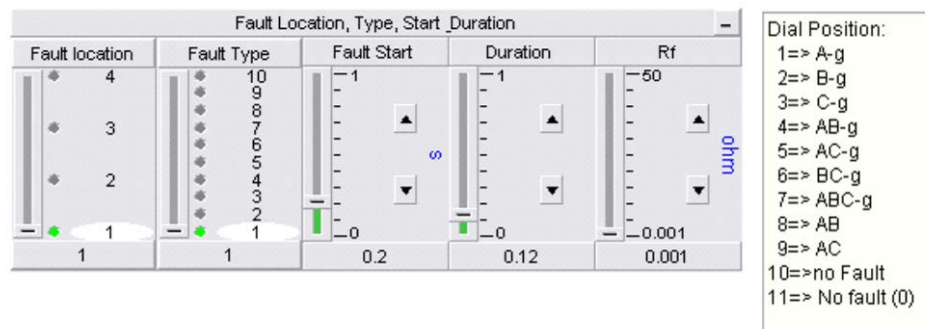 Fault Location, Type, Start _Duration
Fault location
4
3
2
1
1
Fault Type
10
9
8
7
6
5
4
3
2
1
1
Fault Start
1
s
0
0.2
Duration
1
0
0.12
Rf
50
ohm
0.001
0.001
Dial Position:
1=> A-g
2=> B-g
3=> C-g
4=> AB-g
5=> AC-g
6=> BC-g
7=> ABC-g
8=> AB
9=> AC
10=>no Fault
11=> No fault (0)